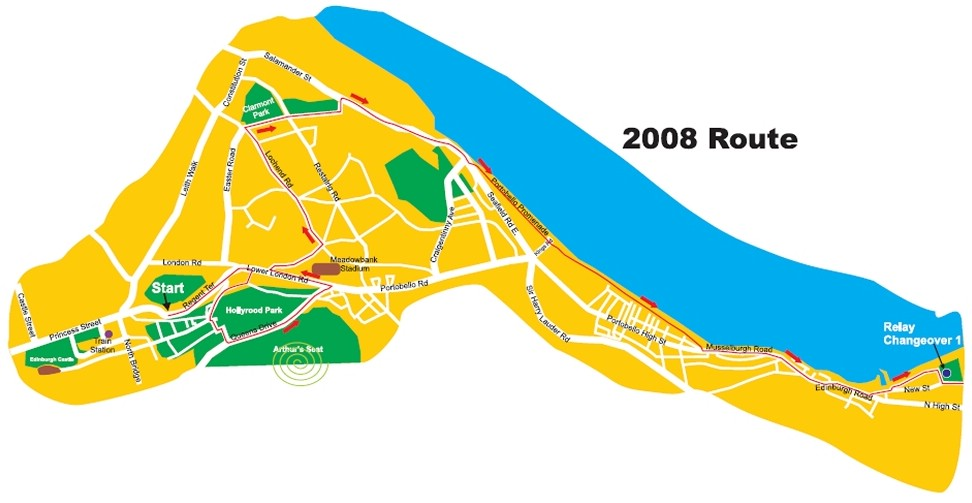 2008 Route
Salamander St
Constitution St
Clarmont
Park
Leith Walk
Easter Road
Lochend Rd
Restalrig Rd
Craigentinny Ave
Portobello Promenade
Seafield Rd E
Kings Rd
London Rd
Lower London Rd
Meadowbank
Stadium
Portobello Rd
Start
Regent Ter
Hollyrood Park
Queens Drive
Arthur's Seat
Castle Street
Princess Street
Train
Station
North Bridge
Edinburgh Castle
Sir Harry Lauder Rd
Portobello High St
Musselburgh Road
Edinburgh Road
New St
N High St
Relay
Changeover 1